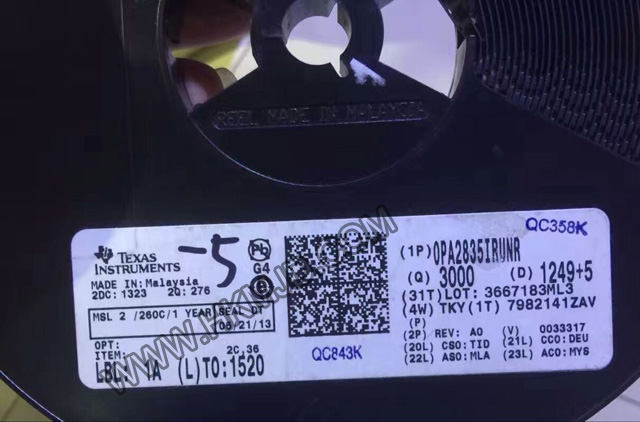 REEL MADE IN MALAYSIA
QC358K
TEXAS INSTRUMENTS
-5
Pb
G4
MADE IN: Malaysia
2DC: 1323 2Q: 276
MSL 2 /260C/1 YEAR SEAL DT
06/21/13
OPT:
ITEM: 2C,36
LBL: 1A (L)TO:1520
QC843K
(1P) OPA2835IRUNR
(Q) 3000 (D) 1249+5
(31T) LOT: 3667183ML3
(4W) TKY(1T) 7982141ZAV
(P)
(2P) REV: A0 (V) 0033317
(20L) CSO: TID (21L) CCO: DEU
(22L) ASO: MLA (23L) ACO: MYS